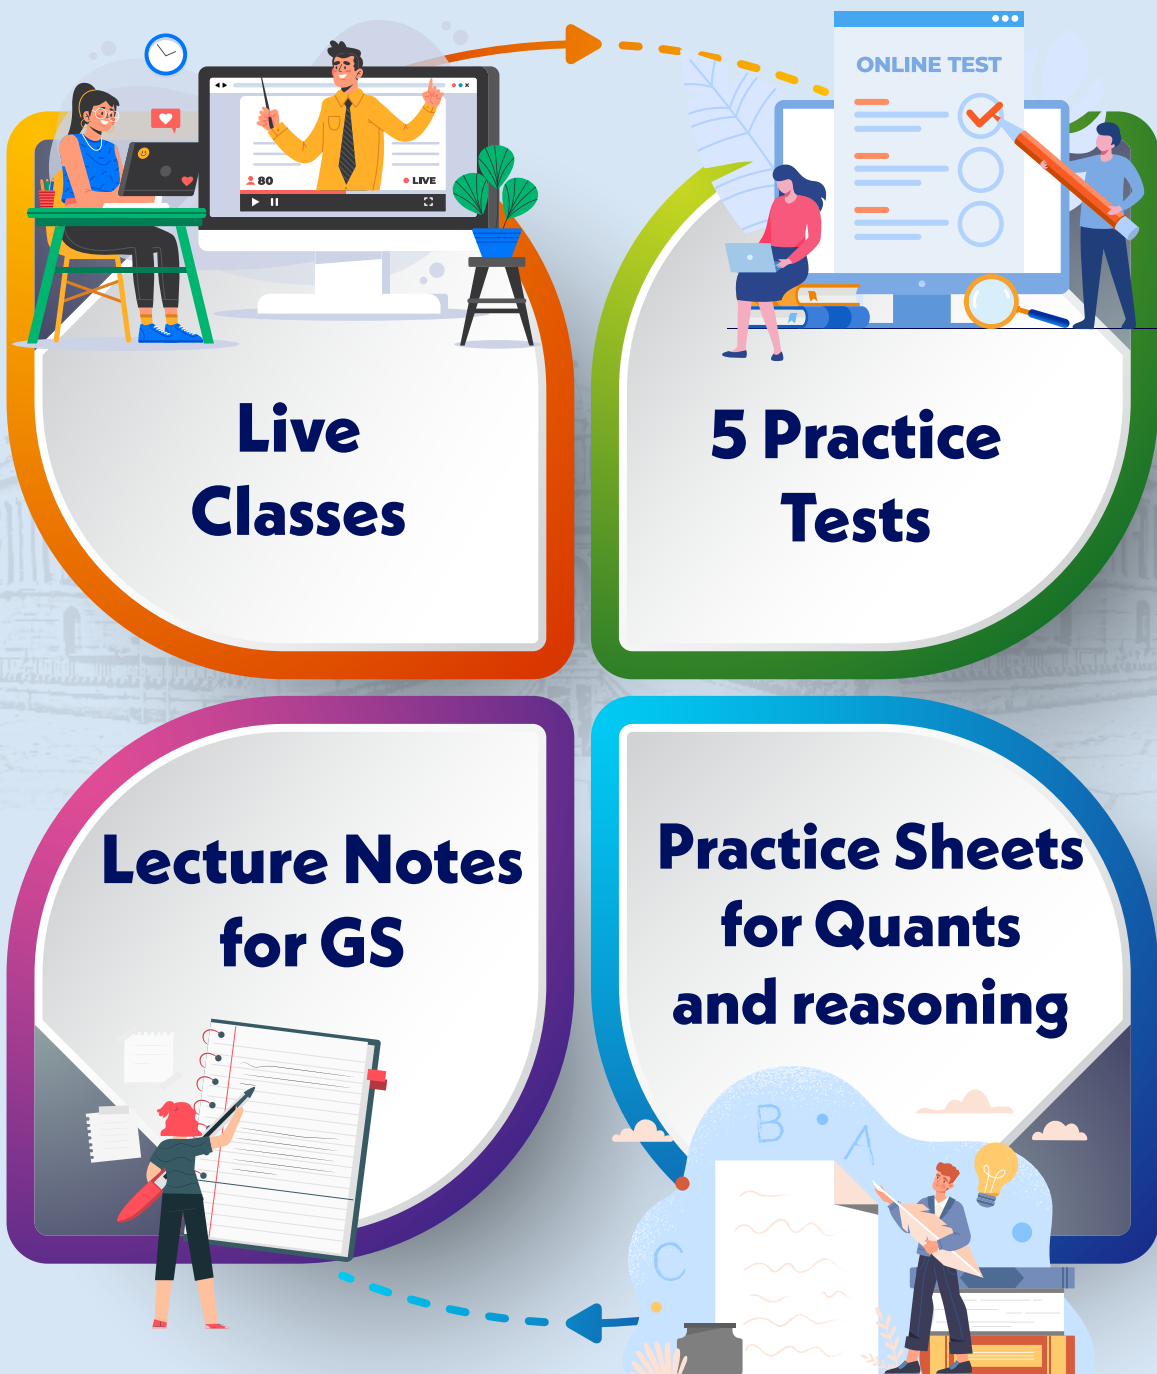 80
LIVE
Live
Classes
ONLINE TEST
5 Practice
Tests
Lecture Notes
for GS
Practice Sheets
for Quants
and reasoning
B
A
C